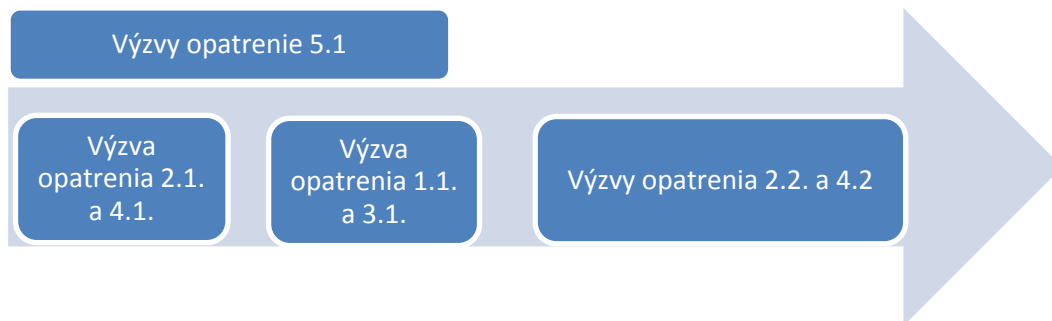 Výzvy opatrenie 5.1
Výzva
opatrenia 2.1.
a 4.1.
Výzva
opatrenia 1.1.
a 3.1.
Výzvy opatrenia 2.2. a 4.2